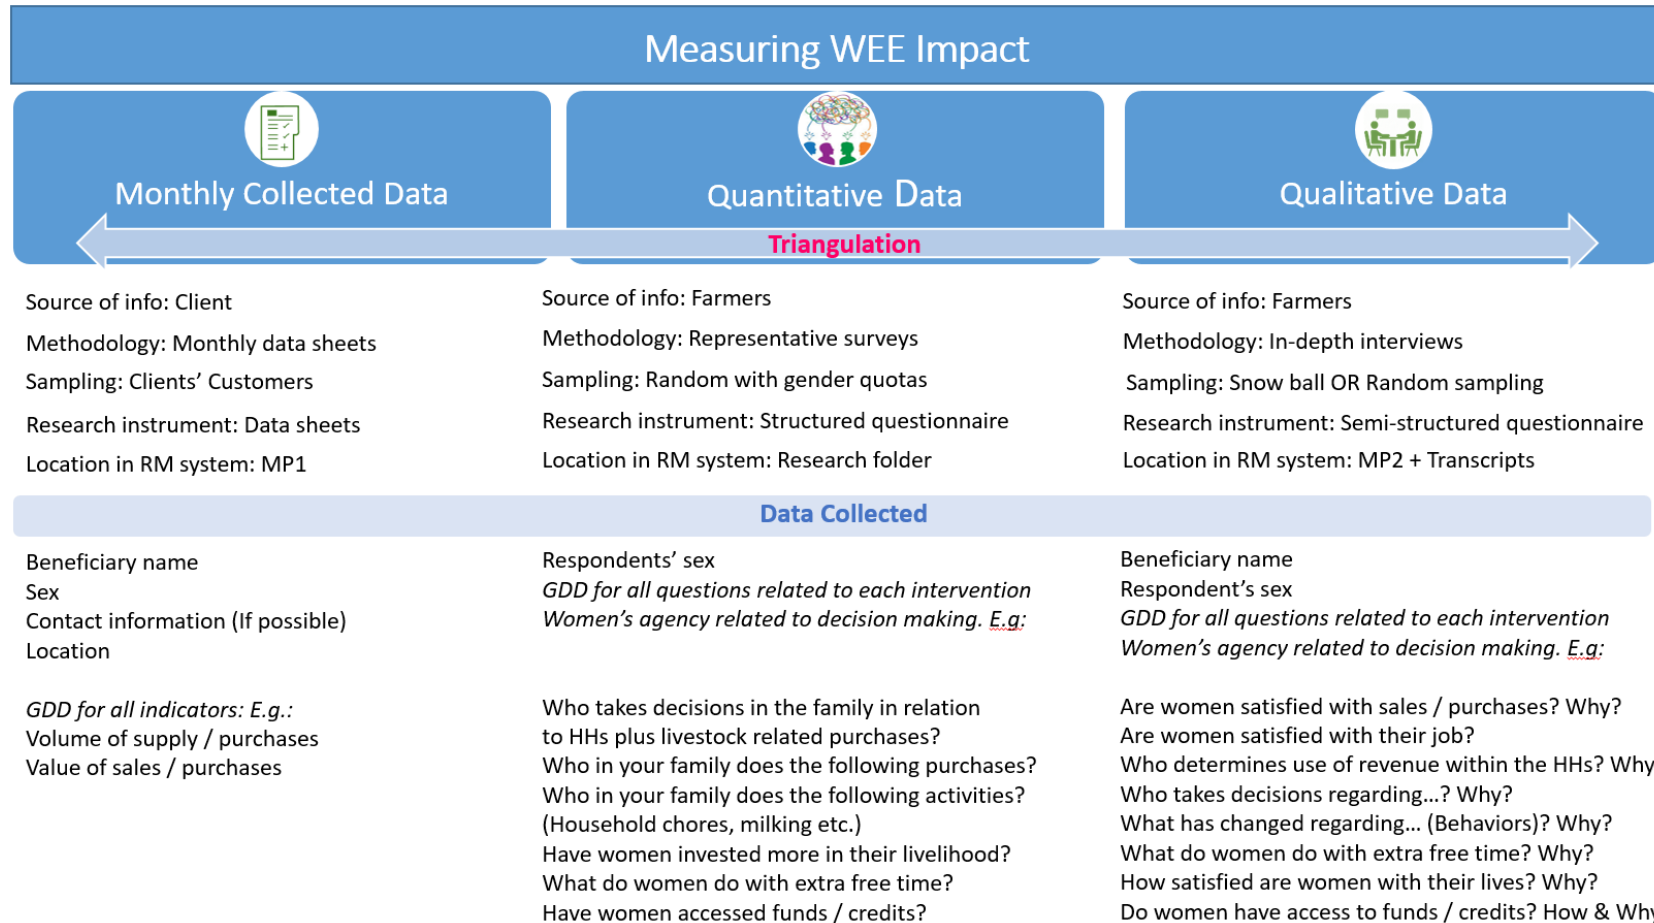 Measuring WEE Impact
Monthly Collected Data
Quantitative Data
Qualitative Data
Triangulation
Source of info: Client
Methodology: Monthly data sheets
Sampling: Clients’ Customers
Research instrument: Data sheets
Location in RM system: MP1
Source of info: Farmers
Methodology: Representative surveys
Sampling: Random with gender quotas
Research instrument: Structured questionnaire
Location in RM system: Research folder
Source of info: Farmers
Methodology: In-depth interviews
Sampling: Snow ball OR Random sampling
Research instrument: Semi-structured questionnaire
Location in RM system: MP2 + Transcripts
Data Collected
Beneficiary name
Sex
Contact information (If possible)
Location
GDD for all indicators: E.g.:
Volume of supply / purchases
Value of sales / purchases
Respondents’ sex
GDD for all questions related to each intervention
Women’s agency related to decision making. E.g:
Who takes decisions in the family in relation
to HHs plus livestock related purchases?
Who in your family does the following purchases?
Who in your family does the following activities?
(Household chores, milking etc.)
Have women invested more in their livelihood?
What do women do with extra free time?
Have women accessed funds / credits?
Beneficiary name
Respondent’s sex
GDD for all questions related to each intervention
Women’s agency related to decision making. E.g:
Are women satisfied with sales / purchases? Why?
Are women satisfied with their job?
Who determines use of revenue within the HHs? Why
Who takes decisions regarding...? Why?
What has changed regarding... (Behaviors)? Why?
What do women do with extra free time? Why?
How satisfied are women with their lives? Why?
Do women have access to funds / credits? How & Why